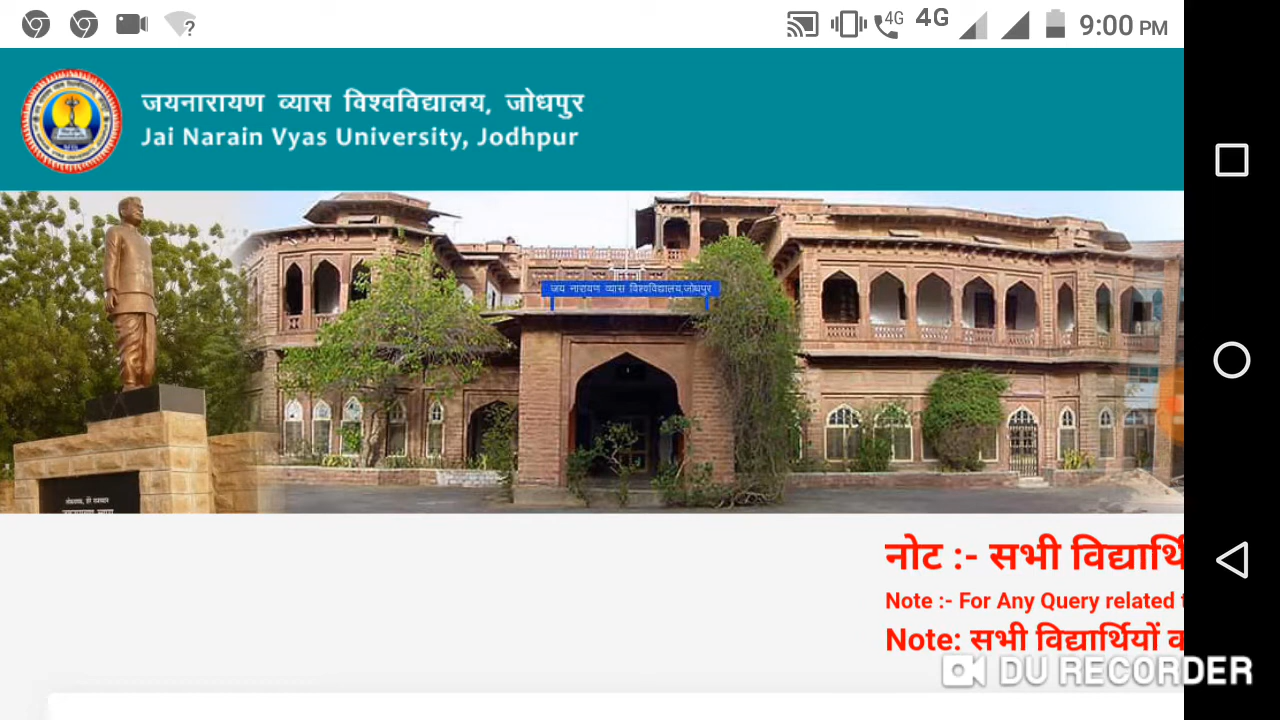 4G
4G
9:00 PM
जयनारायण व्यास विश्वविद्यालय, जोधपुर
Jai Narain Vyas University, Jodhpur
जय नारायण व्यास विश्वविद्यालय,जोधपुर
नोट :- सभी विद्यार्थि
Note :- For Any Query related
Note: सभी विद्यार्थियों
DU RECORDER